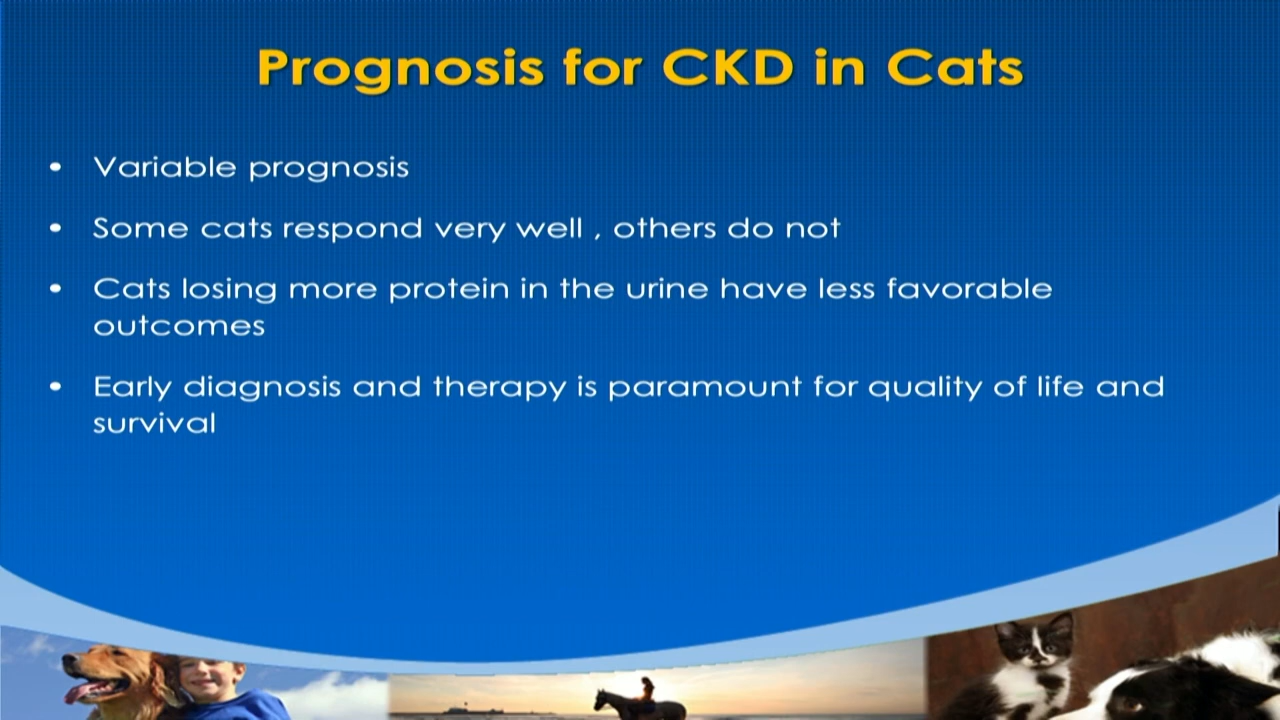 Prognosis for CKD in Cats
• Variable prognosis
• Some cats respond very well , others do not
• Cats losing more protein in the urine have less favorable
outcomes
• Early diagnosis and therapy is paramount for quality of life and
survival